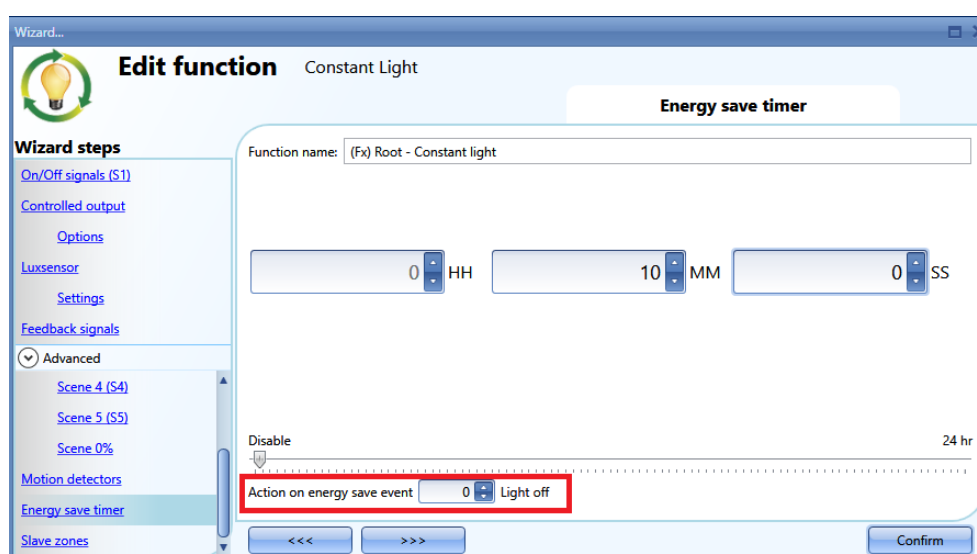 Wizard...
Edit function Constant Light
Energy save timer
Wizard steps
On/Off signals (S1)
Controlled output
Options
Luxsensor
Settings
Feedback signals
Advanced
Scene 4 (S4)
Scene 5 (S5)
Scene 0%
Motion detectors
Energy save timer
Slave zones
Function name: (Fx) Root - Constant light
0 HH 10 MM 0 SS
Disable 24 hr
Action on energy save event 0 Light off
<<< >>> Confirm